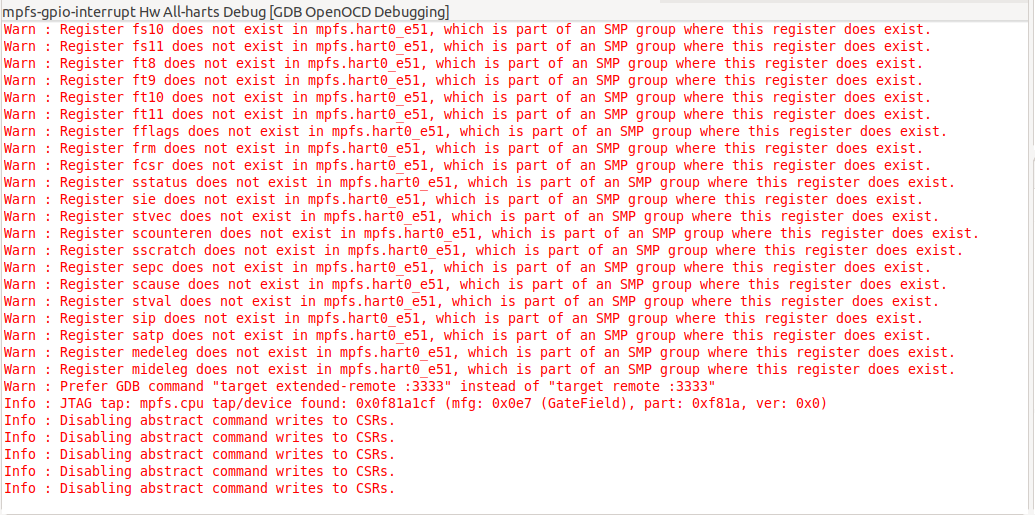 mpfs-gpio-interrupt Hw All-harts Debug [GDB OpenOCD Debugging]
Warn : Register fs10 does not exist in mpfs.hart0_e51, which is part of an SMP group where this register does exist.
Warn : Register fs11 does not exist in mpfs.hart0_e51, which is part of an SMP group where this register does exist.
Warn : Register ft8 does not exist in mpfs.hart0_e51, which is part of an SMP group where this register does exist.
Warn : Register ft9 does not exist in mpfs.hart0_e51, which is part of an SMP group where this register does exist.
Warn : Register ft10 does not exist in mpfs.hart0_e51, which is part of an SMP group where this register does exist.
Warn : Register ft11 does not exist in mpfs.hart0_e51, which is part of an SMP group where this register does exist.
Warn : Register fflags does not exist in mpfs.hart0_e51, which is part of an SMP group where this register does exist.
Warn : Register frm does not exist in mpfs.hart0_e51, which is part of an SMP group where this register does exist.
Warn : Register fcsr does not exist in mpfs.hart0_e51, which is part of an SMP group where this register does exist.
Warn : Register sstatus does not exist in mpfs.hart0_e51, which is part of an SMP group where this register does exist.
Warn : Register sie does not exist in mpfs.hart0_e51, which is part of an SMP group where this register does exist.
Warn : Register stvec does not exist in mpfs.hart0_e51, which is part of an SMP group where this register does exist.
Warn : Register scounteren does not exist in mpfs.hart0_e51, which is part of an SMP group where this register does exist.
Warn : Register sscratch does not exist in mpfs.hart0_e51, which is part of an SMP group where this register does exist.
Warn : Register sepc does not exist in mpfs.hart0_e51, which is part of an SMP group where this register does exist.
Warn : Register scause does not exist in mpfs.hart0_e51, which is part of an SMP group where this register does exist.
Warn : Register stval does not exist in mpfs.hart0_e51, which is part of an SMP group where this register does exist.
Warn : Register sip does not exist in mpfs.hart0_e51, which is part of an SMP group where this register does exist.
Warn : Register satp does not exist in mpfs.hart0_e51, which is part of an SMP group where this register does exist.
Warn : Register medeleg does not exist in mpfs.hart0_e51, which is part of an SMP group where this register does exist.
Warn : Register mideleg does not exist in mpfs.hart0_e51, which is part of an SMP group where this register does exist.
Warn : Prefer GDB command "target extended-remote :3333" instead of "target remote :3333"
Info : JTAG tap: mpfs.cpu tap/device found: 0x0f81a1cf (mfg: 0x0e7 (GateField), part: 0xf81a, ver: 0x0)
Info : Disabling abstract command writes to CSRs.
Info : Disabling abstract command writes to CSRs.
Info : Disabling abstract command writes to CSRs.
Info : Disabling abstract command writes to CSRs.
Info : Disabling abstract command writes to CSRs.